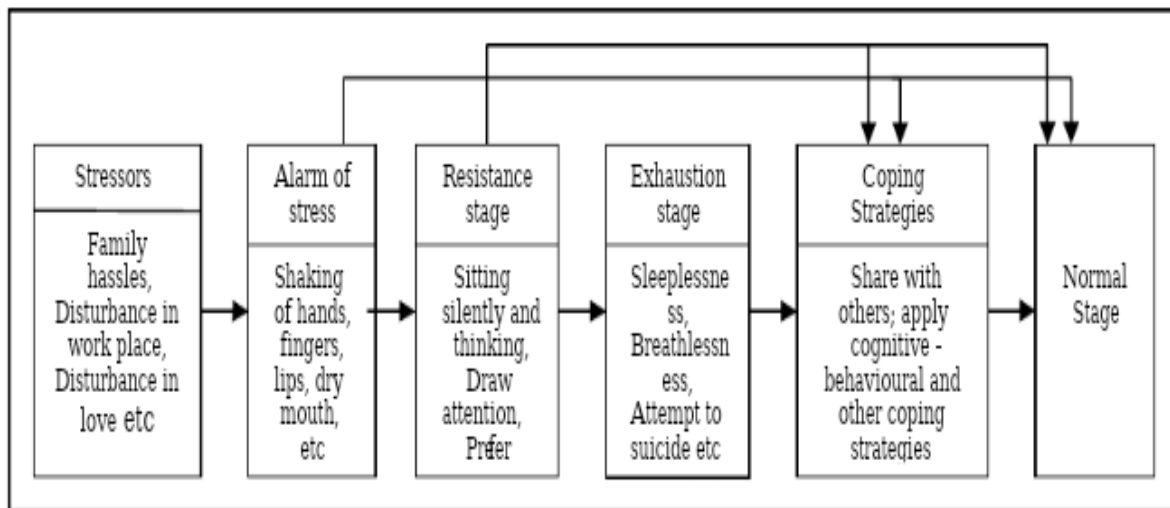 Stressors
Family
hassles,
Disturbance in
work place,
Disturbance in
love etc
Alarm of
stress
Shaking
of hands,
fingers,
lips, dry
mouth,
etc
Resistance
stage
Sitting
silently and
thinking,
Draw
attention,
Prefer
Exhaustion
stage
Sleeplessne
ss,
Breathlessn
ess,
Attempt to
suicide etc
Coping
Strategies
Share with
others; apply
cognitive -
behavioural and
other coping
strategies
Normal
Stage